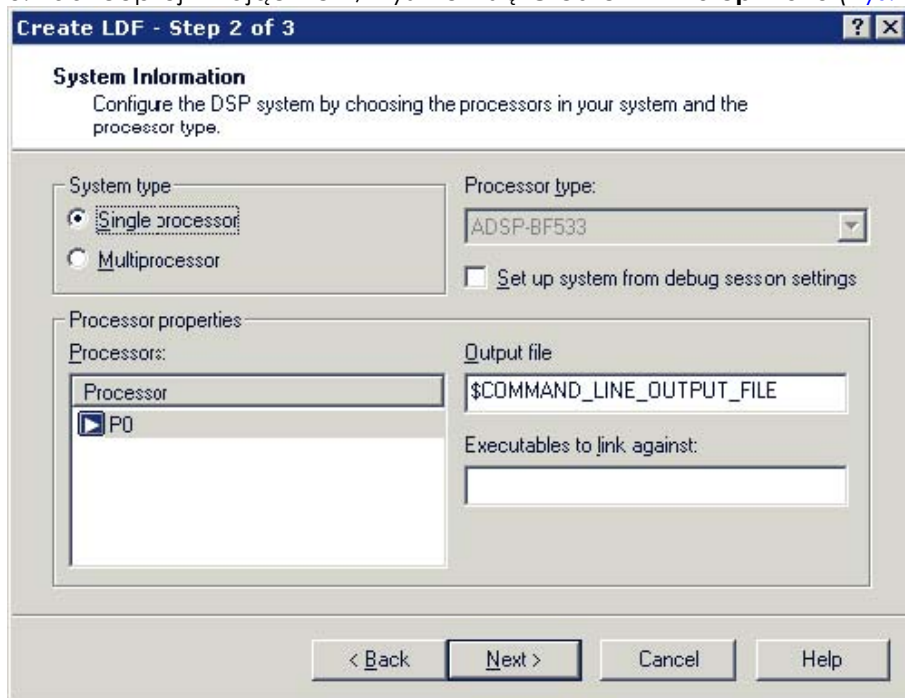 Create LDF - Step 2 of 3
System Information
Configure the DSP system by choosing the processors in your system and the
processor type.
System type
Single processor
Multiprocessor
Processor type:
ADSP-BF533
Set up system from debug sesson settings
Processor properties
Processors:
Processor
P0
Output file
$COMMAND_LINE_OUTPUT_FILE
Executables to link against:
< Back
Next >
Cancel
Help